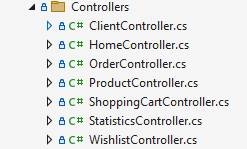 Controllers
C# ClientController.cs
C# HomeController.cs
C# OrderController.cs
C# ProductController.cs
C# ShoppingCartController.cs
C# StatisticsController.cs
C# WishlistController.cs